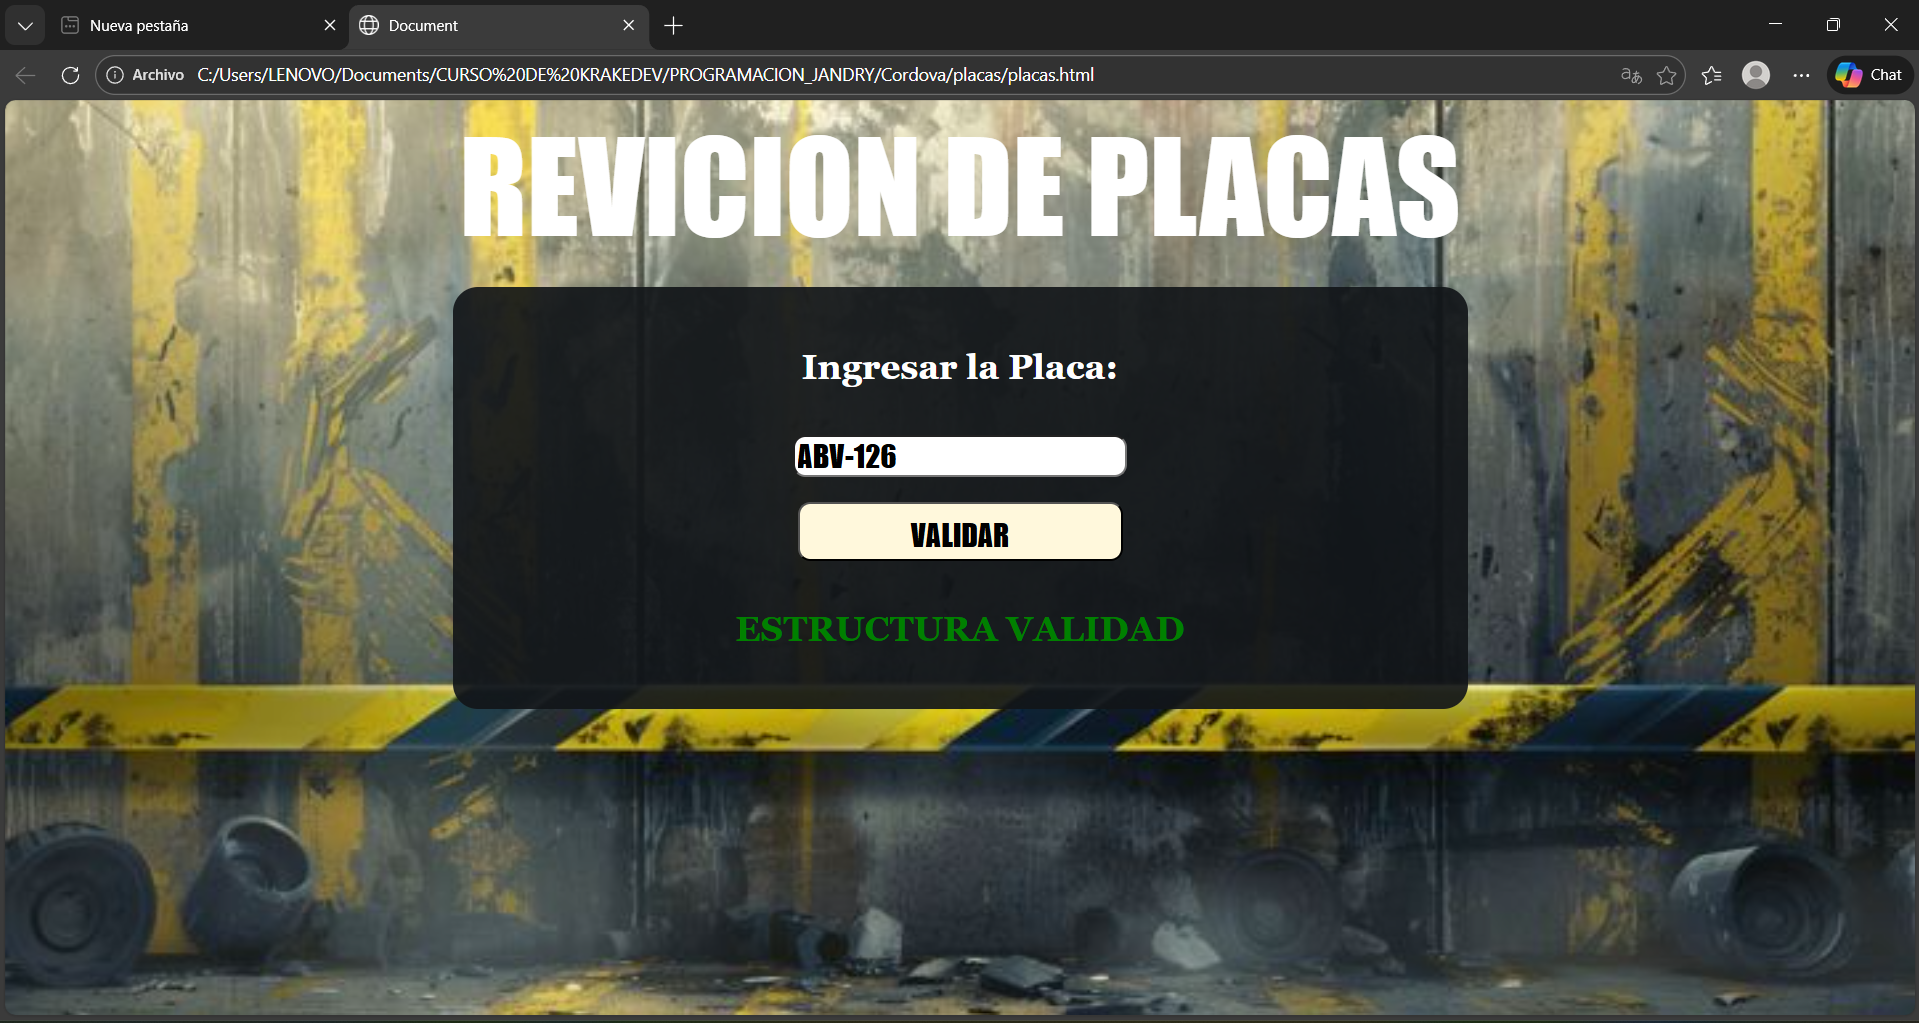 Nueva pestaña
Document
Archivo C:/Users/LENOVO/Documents/CURSO%20DE%20KRAKEDEV/PROGRAMACION_JANDRY/Cordova/placas/placas.html
Chat
REVICION DE PLACAS
Ingresar la Placa:
ABV-126
VALIDAR
ESTRUCTURA VALIDAD